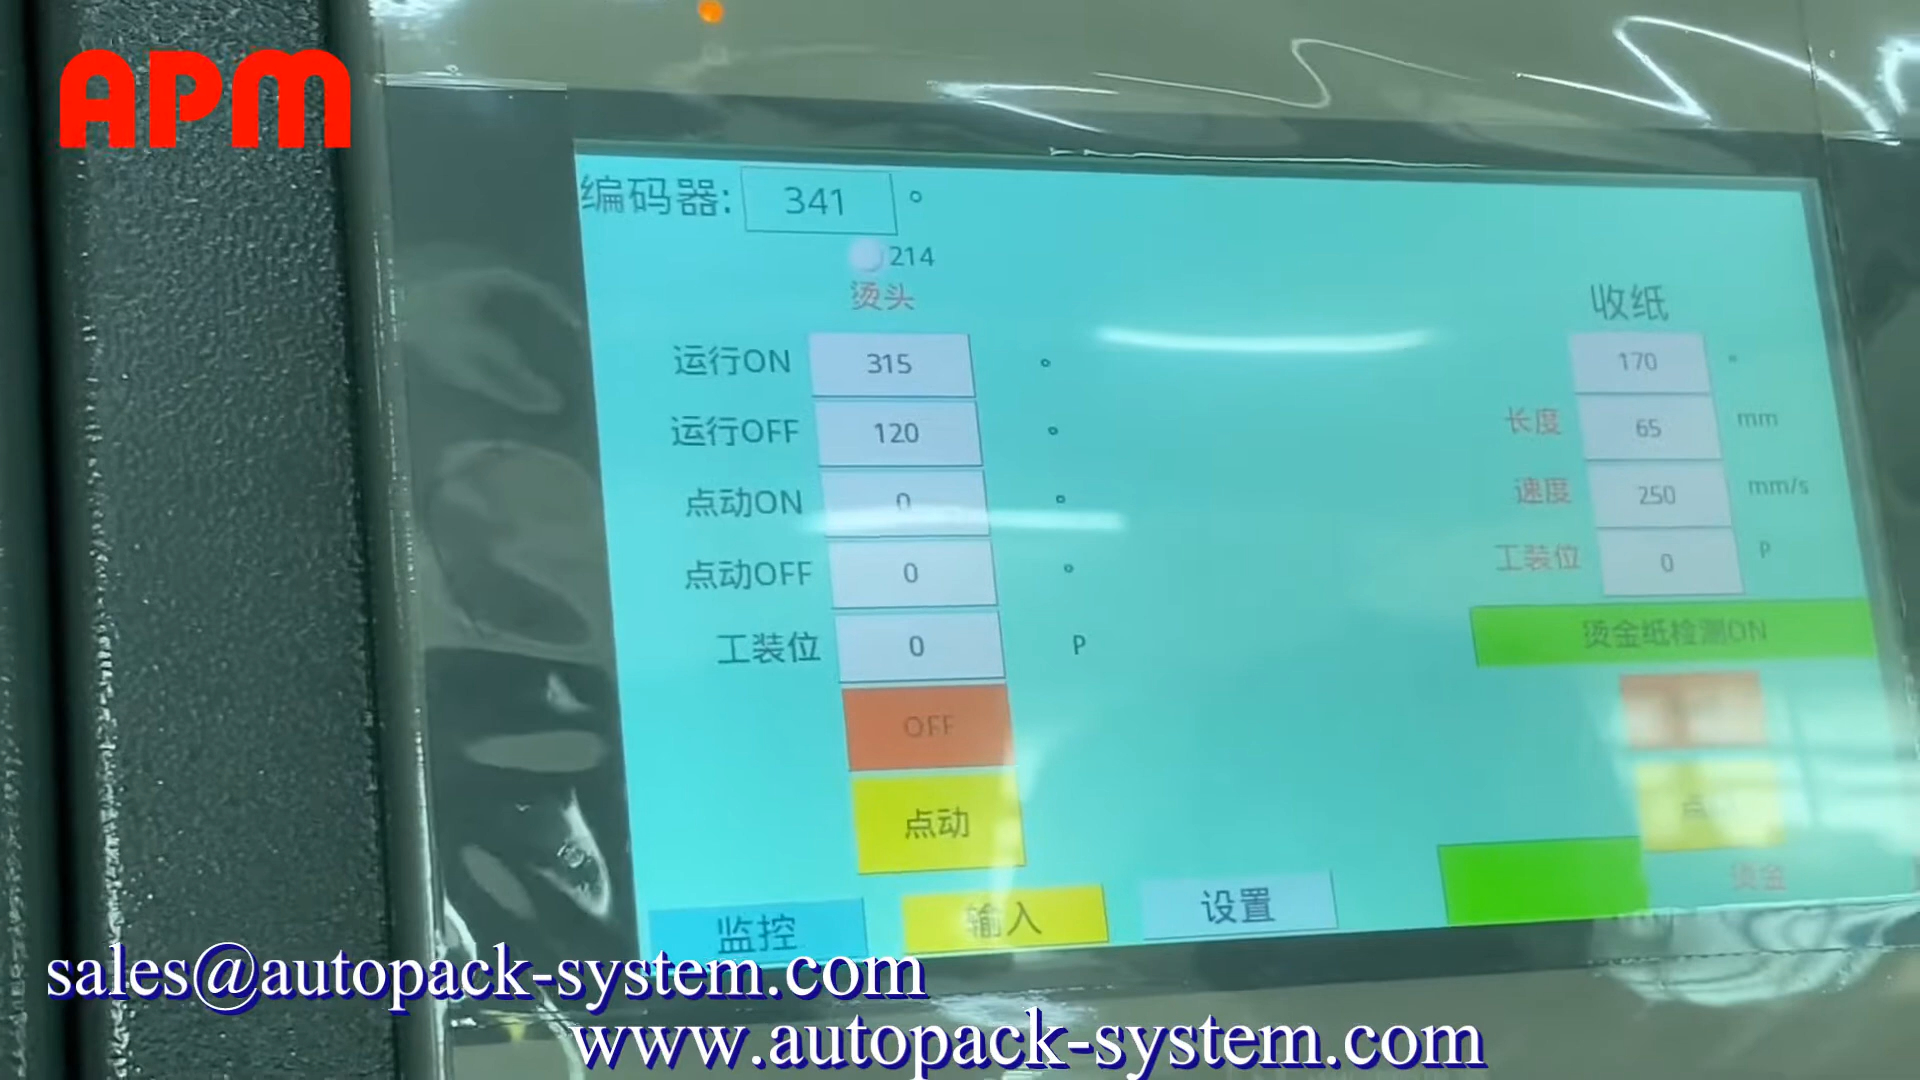 APM
编码器: 341 °
214
烫头
收纸
运行ON 315 °
170 °
运行OFF 120 °
长度 65 mm
点动ON 0 °
速度 250 mm/s
点动OFF 0 °
工装位 0 P
工装位 0 P
烫金纸检测ON
OFF
点动
点
烫金
监控 输入 设置
sales@autopack-system.com
www.autopack-system.com